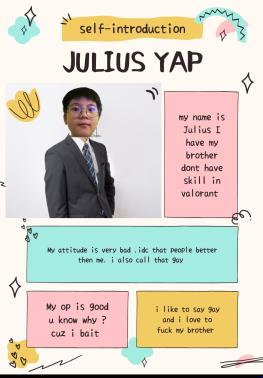 self-introduction
JULIUS YAP
my name is
Julius I
have my
brother
dont have
skill in
valorant
My attitude is very bad .idc that people better
then me. i also call that gay
My op is good
u know why ?
cuz i bait
i like to say gay
and i love to
fuck my brother